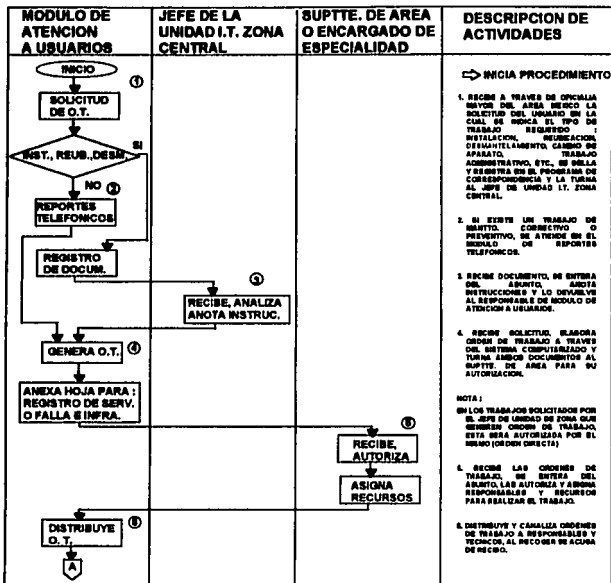 MODULO DE
ATENCION
A USUARIOS
JEFE DE LA
UNIDAD I.T. ZONA
CENTRAL
SUPTTE. DE AREA
O ENCARGADO DE
ESPECIALIDAD
DESCRIPCION DE
ACTIVIDADES
INICIO
1
SOLICITUD
DE O.T.
INST., REUB.,DESM.
SI
NO
2
REPORTES
TELEFONICOS
REGISTRO
DE DOCUM.
3
RECIBE, ANALIZA
ANOTA INSTRUC.
GENERA O.T.
4
ANEXA HOJA PARA :
REGISTRO DE SERV.
O FALLA E INFRA.
5
RECIBE,
AUTORIZA
ASIGNA
RECURSOS
6
DISTRIBUYE
O. T.
A
INICIA PROCEDIMIENTO
1. RECIBE A TRAVES DE OFICIALIA
MAYOR DEL AREA MEXICO LA
SOLICITUD DEL USUARIO EN LA
CUAL SE INDICA EL TIPO DE
TRABAJO REQUERIDO :
INSTALACION, REUBICACION,
DESMANTELAMIENTO, CAMBIO DE
APARATO, TRABAJO
ADMINISTRATIVO, ETC., SE SELLA
Y REGISTRA EN EL PROGRAMA DE
CORRESPONDENCIA Y LA TURNA
AL JEFE DE UNIDAD I.T. ZONA
CENTRAL.
2. SI EXISTE UN TRABAJO DE
MANTTO. CORRECTIVO O
PREVENTIVO, SE ATIENDE EN EL
MODULO DE REPORTES
TELEFONICOS.
3. RECIBE DOCUMENTO, SE ENTERA
DEL ASUNTO, ANOTA
INSTRUCCIONES Y LO DEVUELVE
AL RESPONSABLE DE MODULO DE
ATENCION A USUARIOS.
4. RECIBE SOLICITUD, ELABORA
ORDEN DE TRABAJO A TRAVES
DEL SISTEMA COMPUTARIZADO Y
TURNA AMBOS DOCUMENTOS AL
SUPTTE. DE AREA PARA SU
AUTORIZACION.
NOTA :
EN LOS TRABAJOS SOLICITADOS POR
EL JEFE DE UNIDAD DE ZONA QUE
GENEREN ORDEN DE TRABAJO,
ESTA SERA AUTORIZADA POR EL
MISMO (ORDEN DIRECTA)
5. RECIBE LAS ORDENES DE
TRABAJO, SE ENTERA DEL
ASUNTO, LAS AUTORIZA Y ASIGNA
RESPONSABLES Y RECURSOS
PARA REALIZAR EL TRABAJO.
6. DISTRIBUYE Y CANALIZA ORDENES
DE TRABAJO A RESPONSABLES Y
TECNICOS, AL RECOGER SE ACUSA
DE RECIBO.